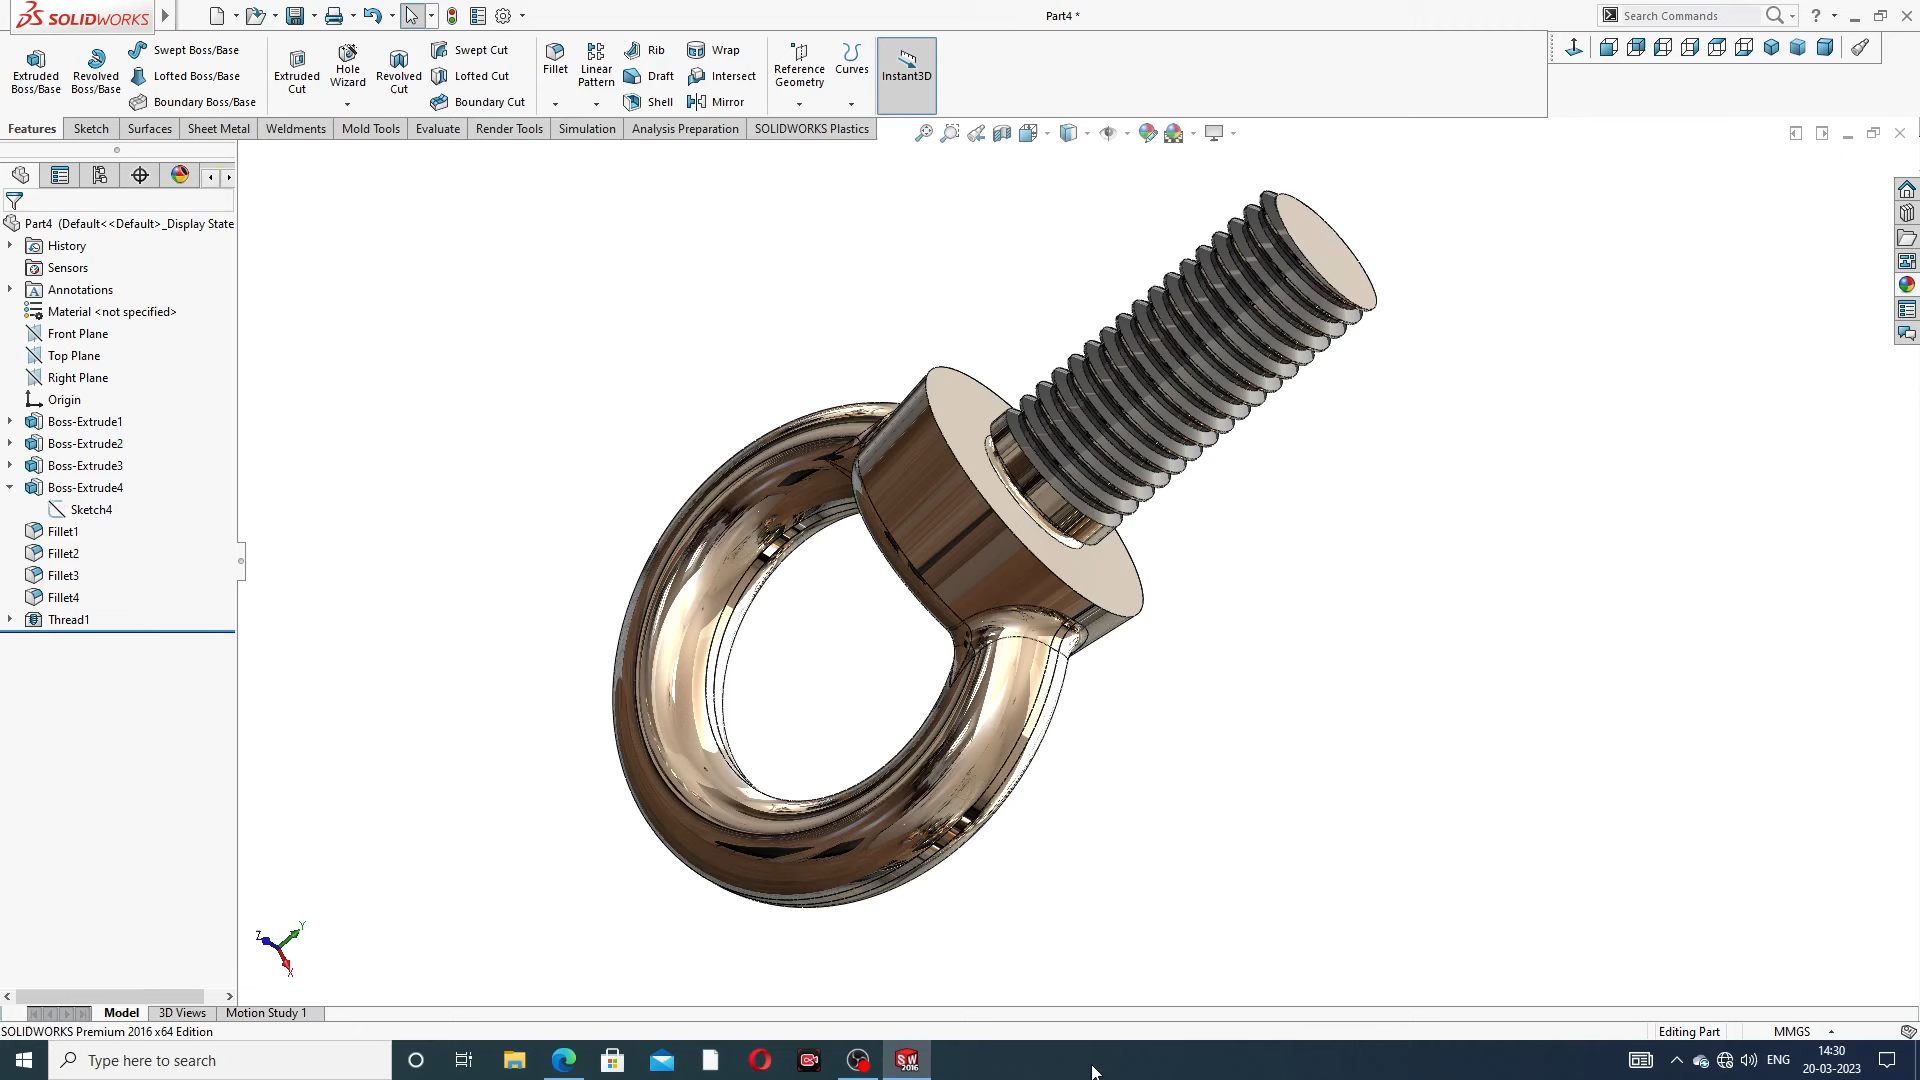 SOLIDWORKS
Part4 *
Search Commands
Extruded Boss/Base
Revolved Boss/Base
Swept Boss/Base
Lofted Boss/Base
Boundary Boss/Base
Extruded Cut
Hole Wizard
Revolved Cut
Swept Cut
Lofted Cut
Boundary Cut
Fillet
Linear Pattern
Rib
Draft
Shell
Wrap
Intersect
Mirror
Reference Geometry
Curves
Instant3D
Features
Sketch
Surfaces
Sheet Metal
Weldments
Mold Tools
Evaluate
Render Tools
Simulation
Analysis Preparation
SOLIDWORKS Plastics
Part4 (Default<<Default>_Display State
History
Sensors
Annotations
Material <not specified>
Front Plane
Top Plane
Right Plane
Origin
Boss-Extrude1
Boss-Extrude2
Boss-Extrude3
Boss-Extrude4
Sketch4
Fillet1
Fillet2
Fillet3
Fillet4
Thread1
Z
Y
X
Model
3D Views
Motion Study 1
SOLIDWORKS Premium 2016 x64 Edition
Editing Part
MMGS
Type here to search
SW
2016
ENG
14:30
20-03-2023